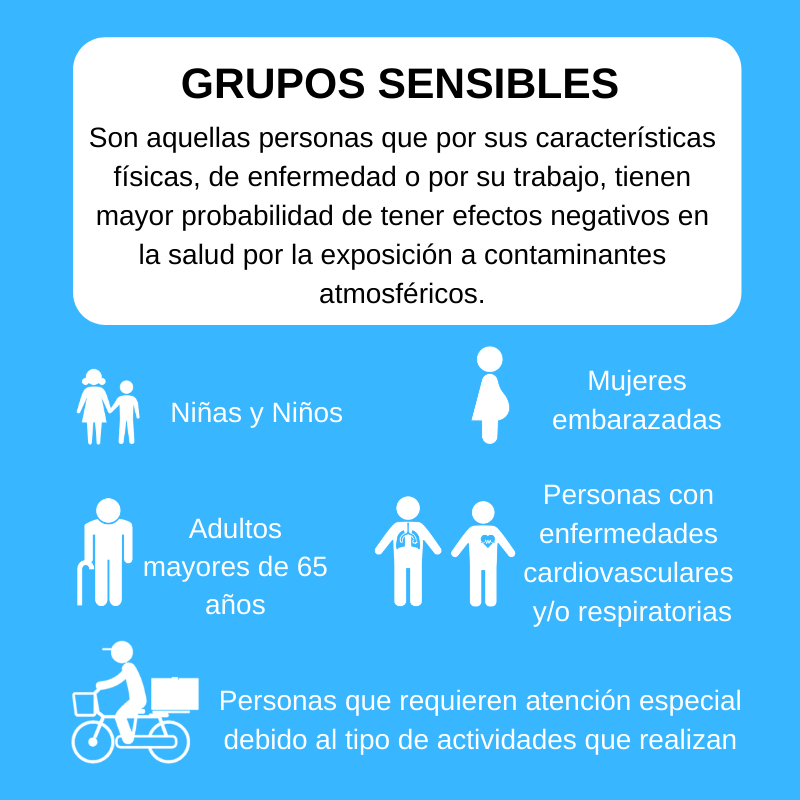 GRUPOS SENSIBLES
Son aquellas personas que por sus características
físicas, de enfermedad o por su trabajo, tienen
mayor probabilidad de tener efectos negativos en
la salud por la exposición a contaminantes
atmosféricos.
Niñas y Niños
Mujeres
embarazadas
Adultos
mayores de 65
años
Personas con
enfermedades
cardiovasculares
y/o respiratorias
Personas que requieren atención especial
debido al tipo de actividades que realizan